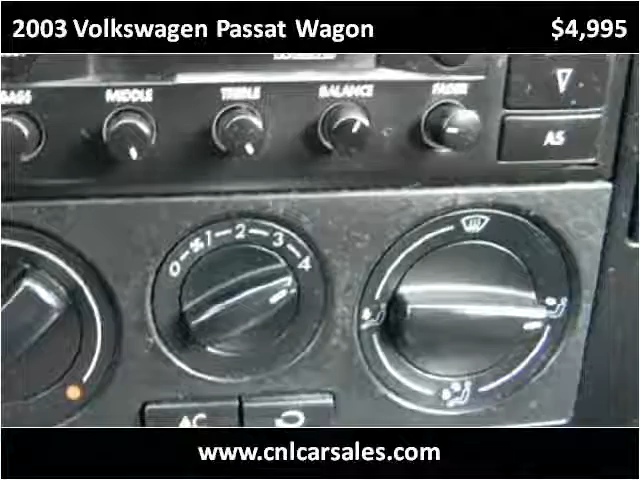 2003 Volkswagen Passat Wagon $4,995
BASS MIDDLE TREBLE BALANCE FADER
AS
0 1 2 3 4
AC
www.cnlcarsales.com